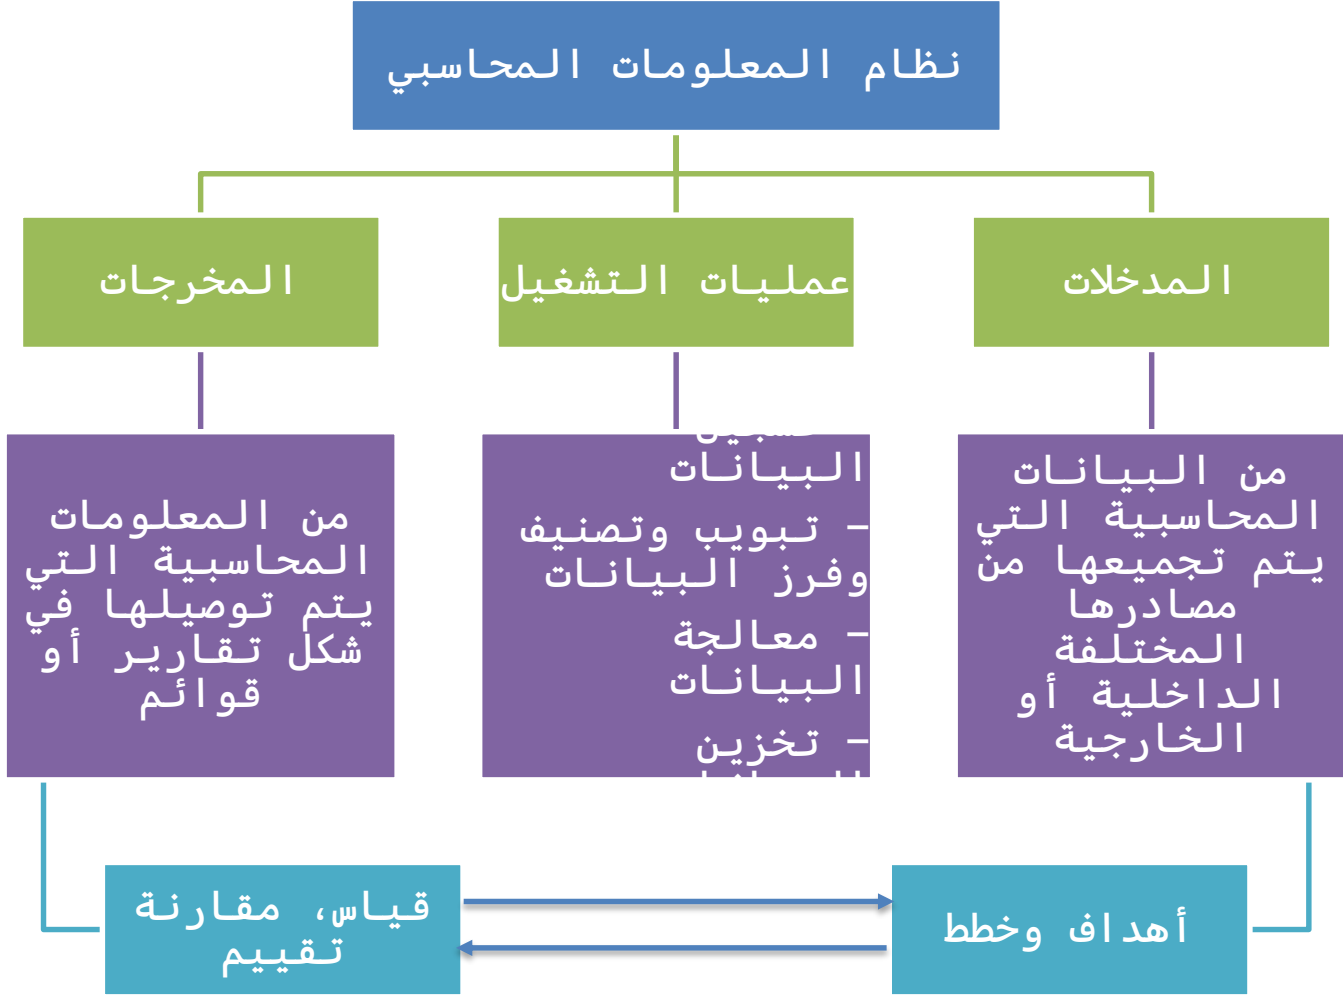 نظام المعلومات المحاسبي
المدخلات
عمليات التشغيل
المخرجات
من البيانات
المحاسبية التي
يتم تجميعها من
مصادرها
المختلفة
الداخلية أو
الخارجية
البيانات
– تبويب وتصنيف
وفرز البيانات
– معالجة
البيانات
– تخزين
من المعلومات
المحاسبية التي
يتم توصيلها في
شكل تقارير أو
قوائم
أهداف وخطط
قياس، مقارنة
تقييم